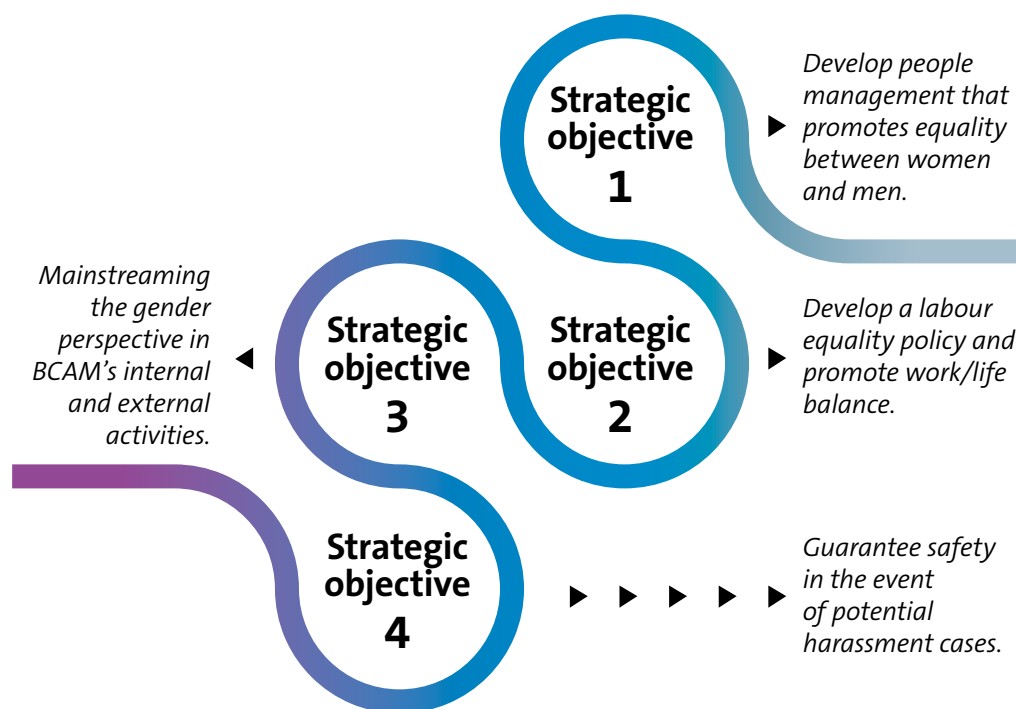 Strategic
objective
1
Develop people
management that
promotes equality
between women
and men.
Strategic
objective
2
Develop a labour
equality policy and
promote work/life
balance.
Strategic
objective
3
Mainstreaming
the gender
perspective in
BCAM’s internal
and external
activities.
Strategic
objective
4
Guarantee safety
in the event
of potential
harassment cases.